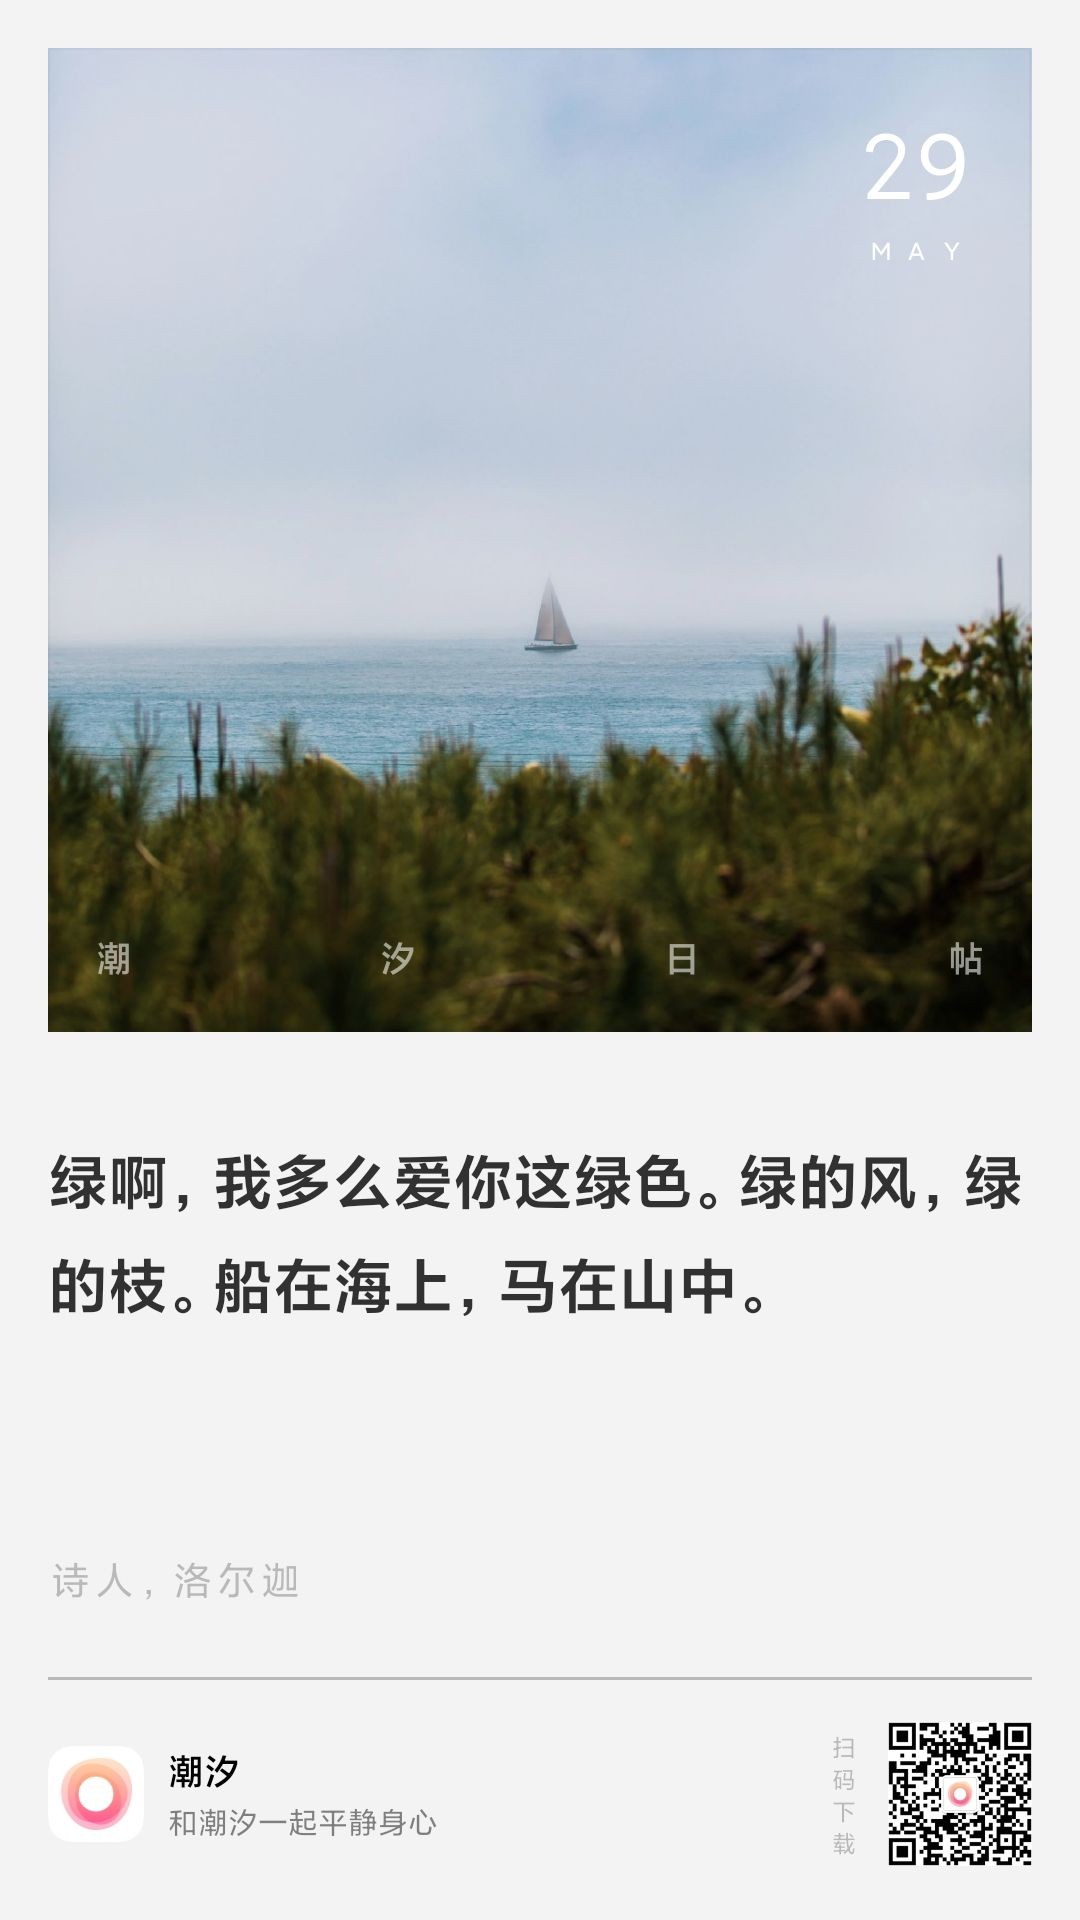 29
MAY
潮汐日帖
绿啊，我多么爱你这绿色。绿的风，绿
的枝。船在海上，马在山中。
诗人，洛尔迦
潮汐
和潮汐一起平静身心
扫码下载